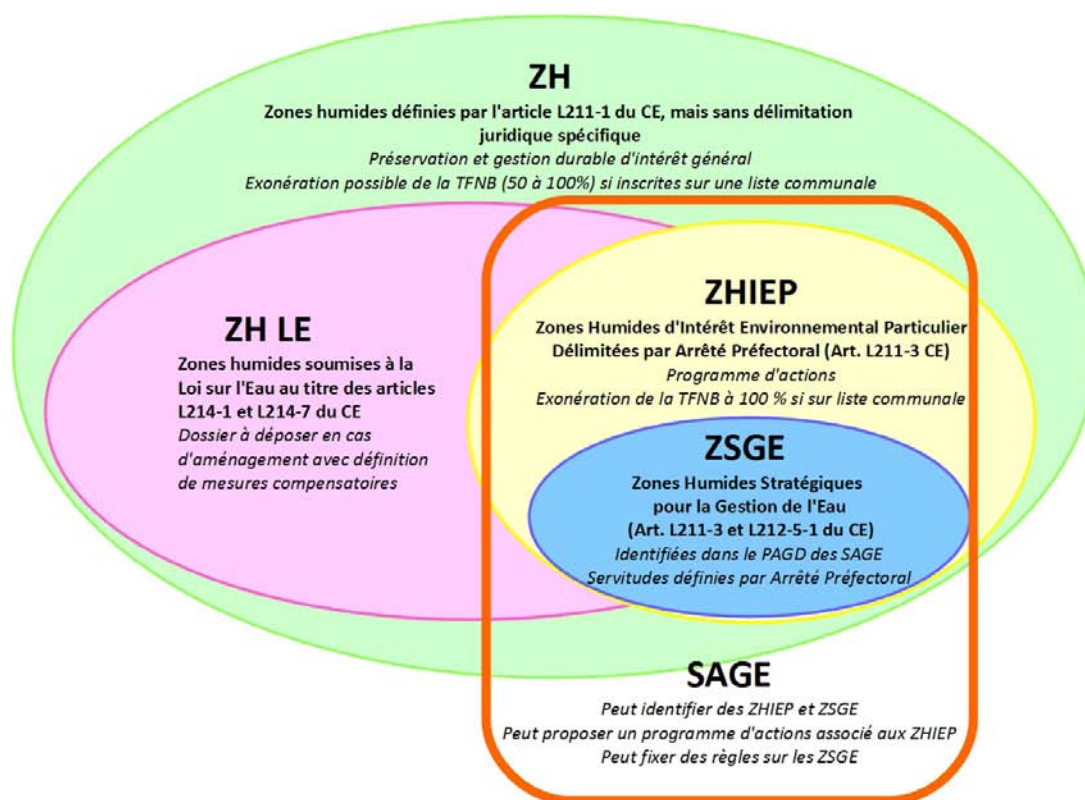 ZH
Zones humides définies par l'article L211-1 du CE, mais sans délimitation
juridique spécifique
Préservation et gestion durable d'intérêt général
Exonération possible de la TFNB (50 à 100%) si inscrites sur une liste communale
ZH LE
Zones humides soumises à la
Loi sur l'Eau au titre des articles
L214-1 et L214-7 du CE
Dossier à déposer en cas
d'aménagement avec définition
de mesures compensatoires
ZHIEP
Zones Humides d'Intérêt Environnemental Particulier
Délimitées par Arrêté Préfectoral (Art. L211-3 CE)
Programme d'actions
Exonération de la TFNB à 100 % si sur liste communale
ZSGE
Zones Humides Stratégiques
pour la Gestion de l'Eau
(Art. L211-3 et L212-5-1 du CE)
Identifiées dans le PAGD des SAGE
Servitudes définies par Arrêté Préfectoral
SAGE
Peut identifier des ZHIEP et ZSGE
Peut proposer un programme d'actions associé aux ZHIEP
Peut fixer des règles sur les ZSGE